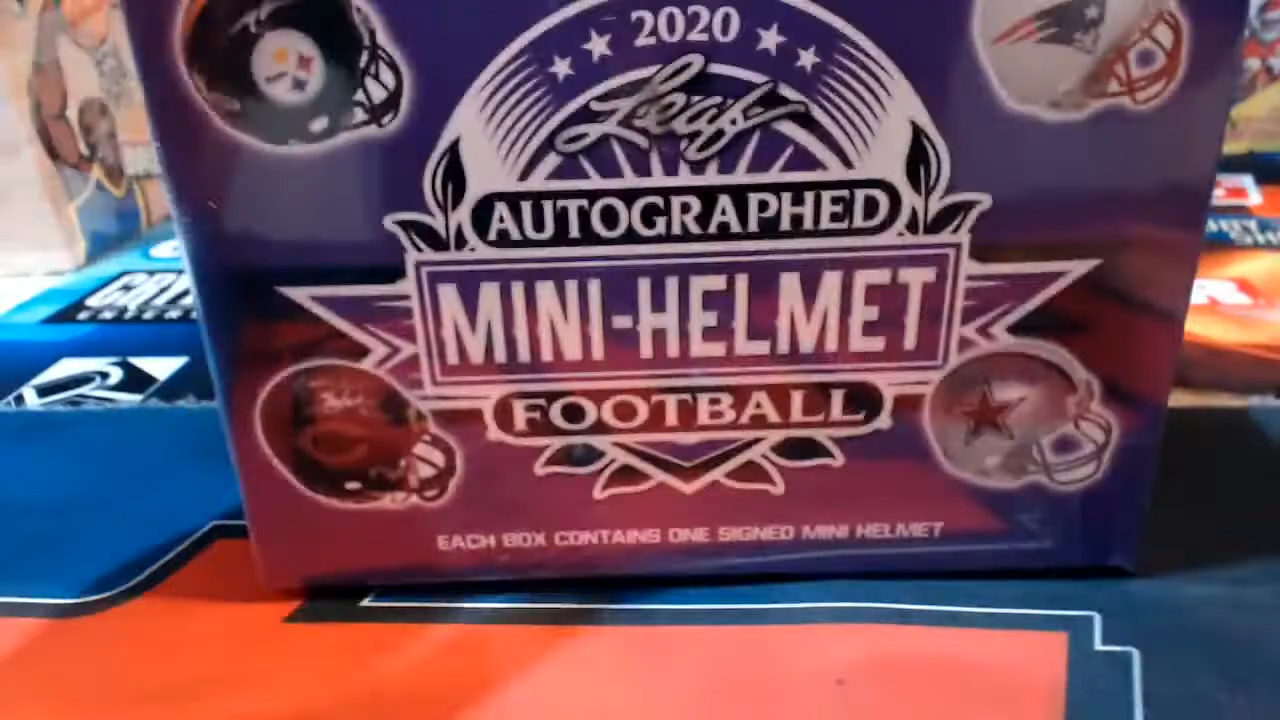 2020
Leaf
AUTOGRAPHED
MINI-HELMET
FOOTBALL
EACH BOX CONTAINS ONE SIGNED MINI HELMET